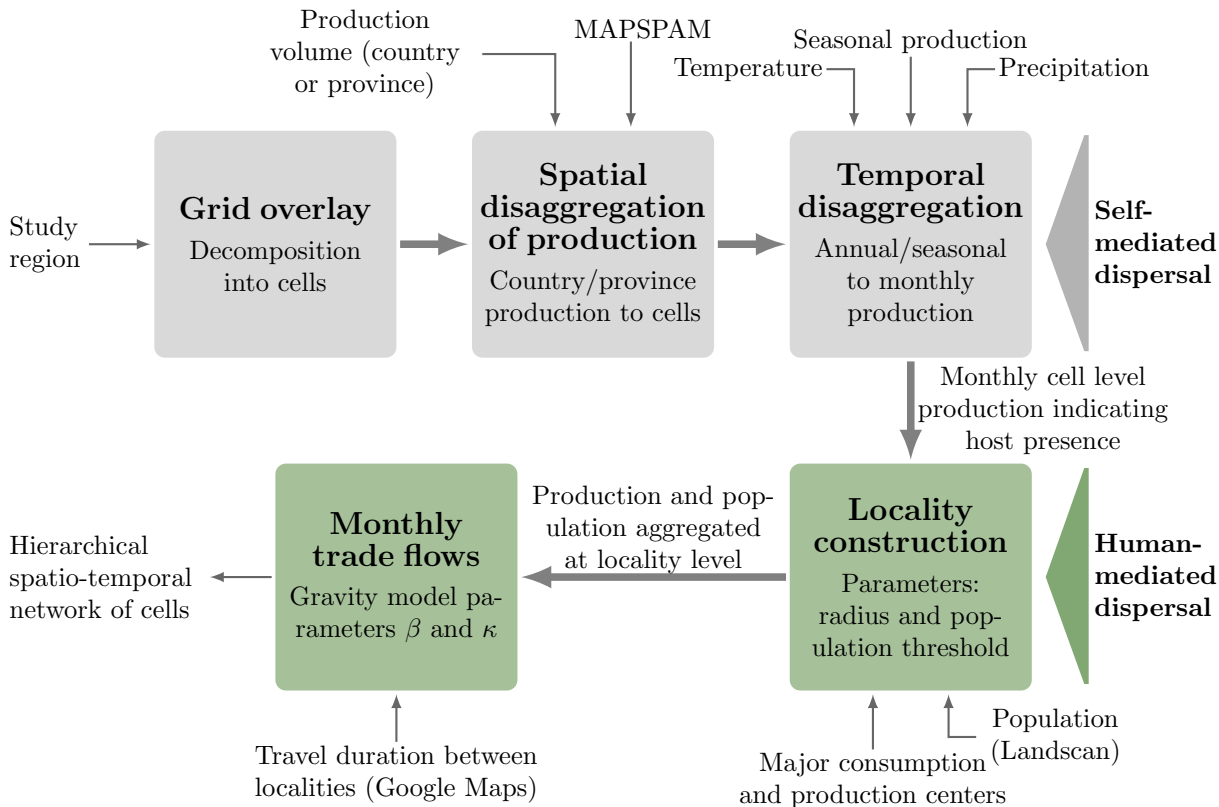 Production
volume (country
or province)
MAPSPAM
Seasonal production
Temperature
Precipitation
Study
region
Grid overlay
Decomposition
into cells
Spatial
disaggregation
of production
Country/province
production to cells
Temporal
disaggregation
Annual/seasonal
to monthly
production
Self-
mediated
dispersal
Monthly cell level
production indicating
host presence
Hierarchical
spatio-temporal
network of cells
Monthly
trade flows
Gravity model pa-
rameters β and κ
Production and pop-
ulation aggregated
at locality level
Locality
construction
Parameters:
radius and pop-
ulation threshold
Human-
mediated
dispersal
Travel duration between
localities (Google Maps)
Major consumption
and production centers
Population
(Landscan)